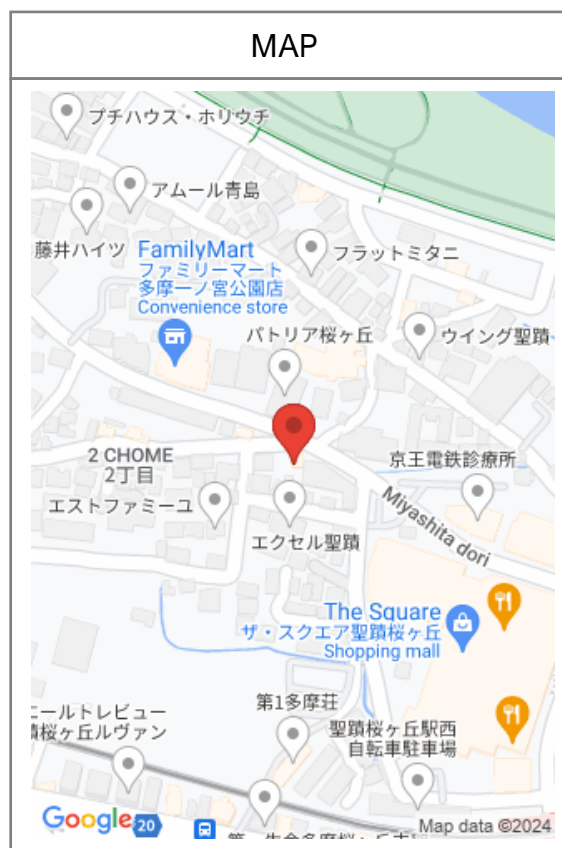 MAP
プチハウス・ホリウチ
アムール青島
藤井ハイツ
FamilyMart
ファミリーマート
多摩一ノ宮公園店
Convenience store
フラットミタニ
パトリア桜ヶ丘
ウイング聖蹟
2 CHOME
2丁目
京王電鉄診療所
エストファミーユ
Miyashita dori
エクセル聖蹟
The Square
ザ・スクエア聖蹟桜ヶ丘
Shopping mall
第1多摩荘
ニールトレビュー
蹟桜ヶ丘ルヴァン
聖蹟桜ヶ丘駅西
自転車駐車場
Google
20
Map data ©2024